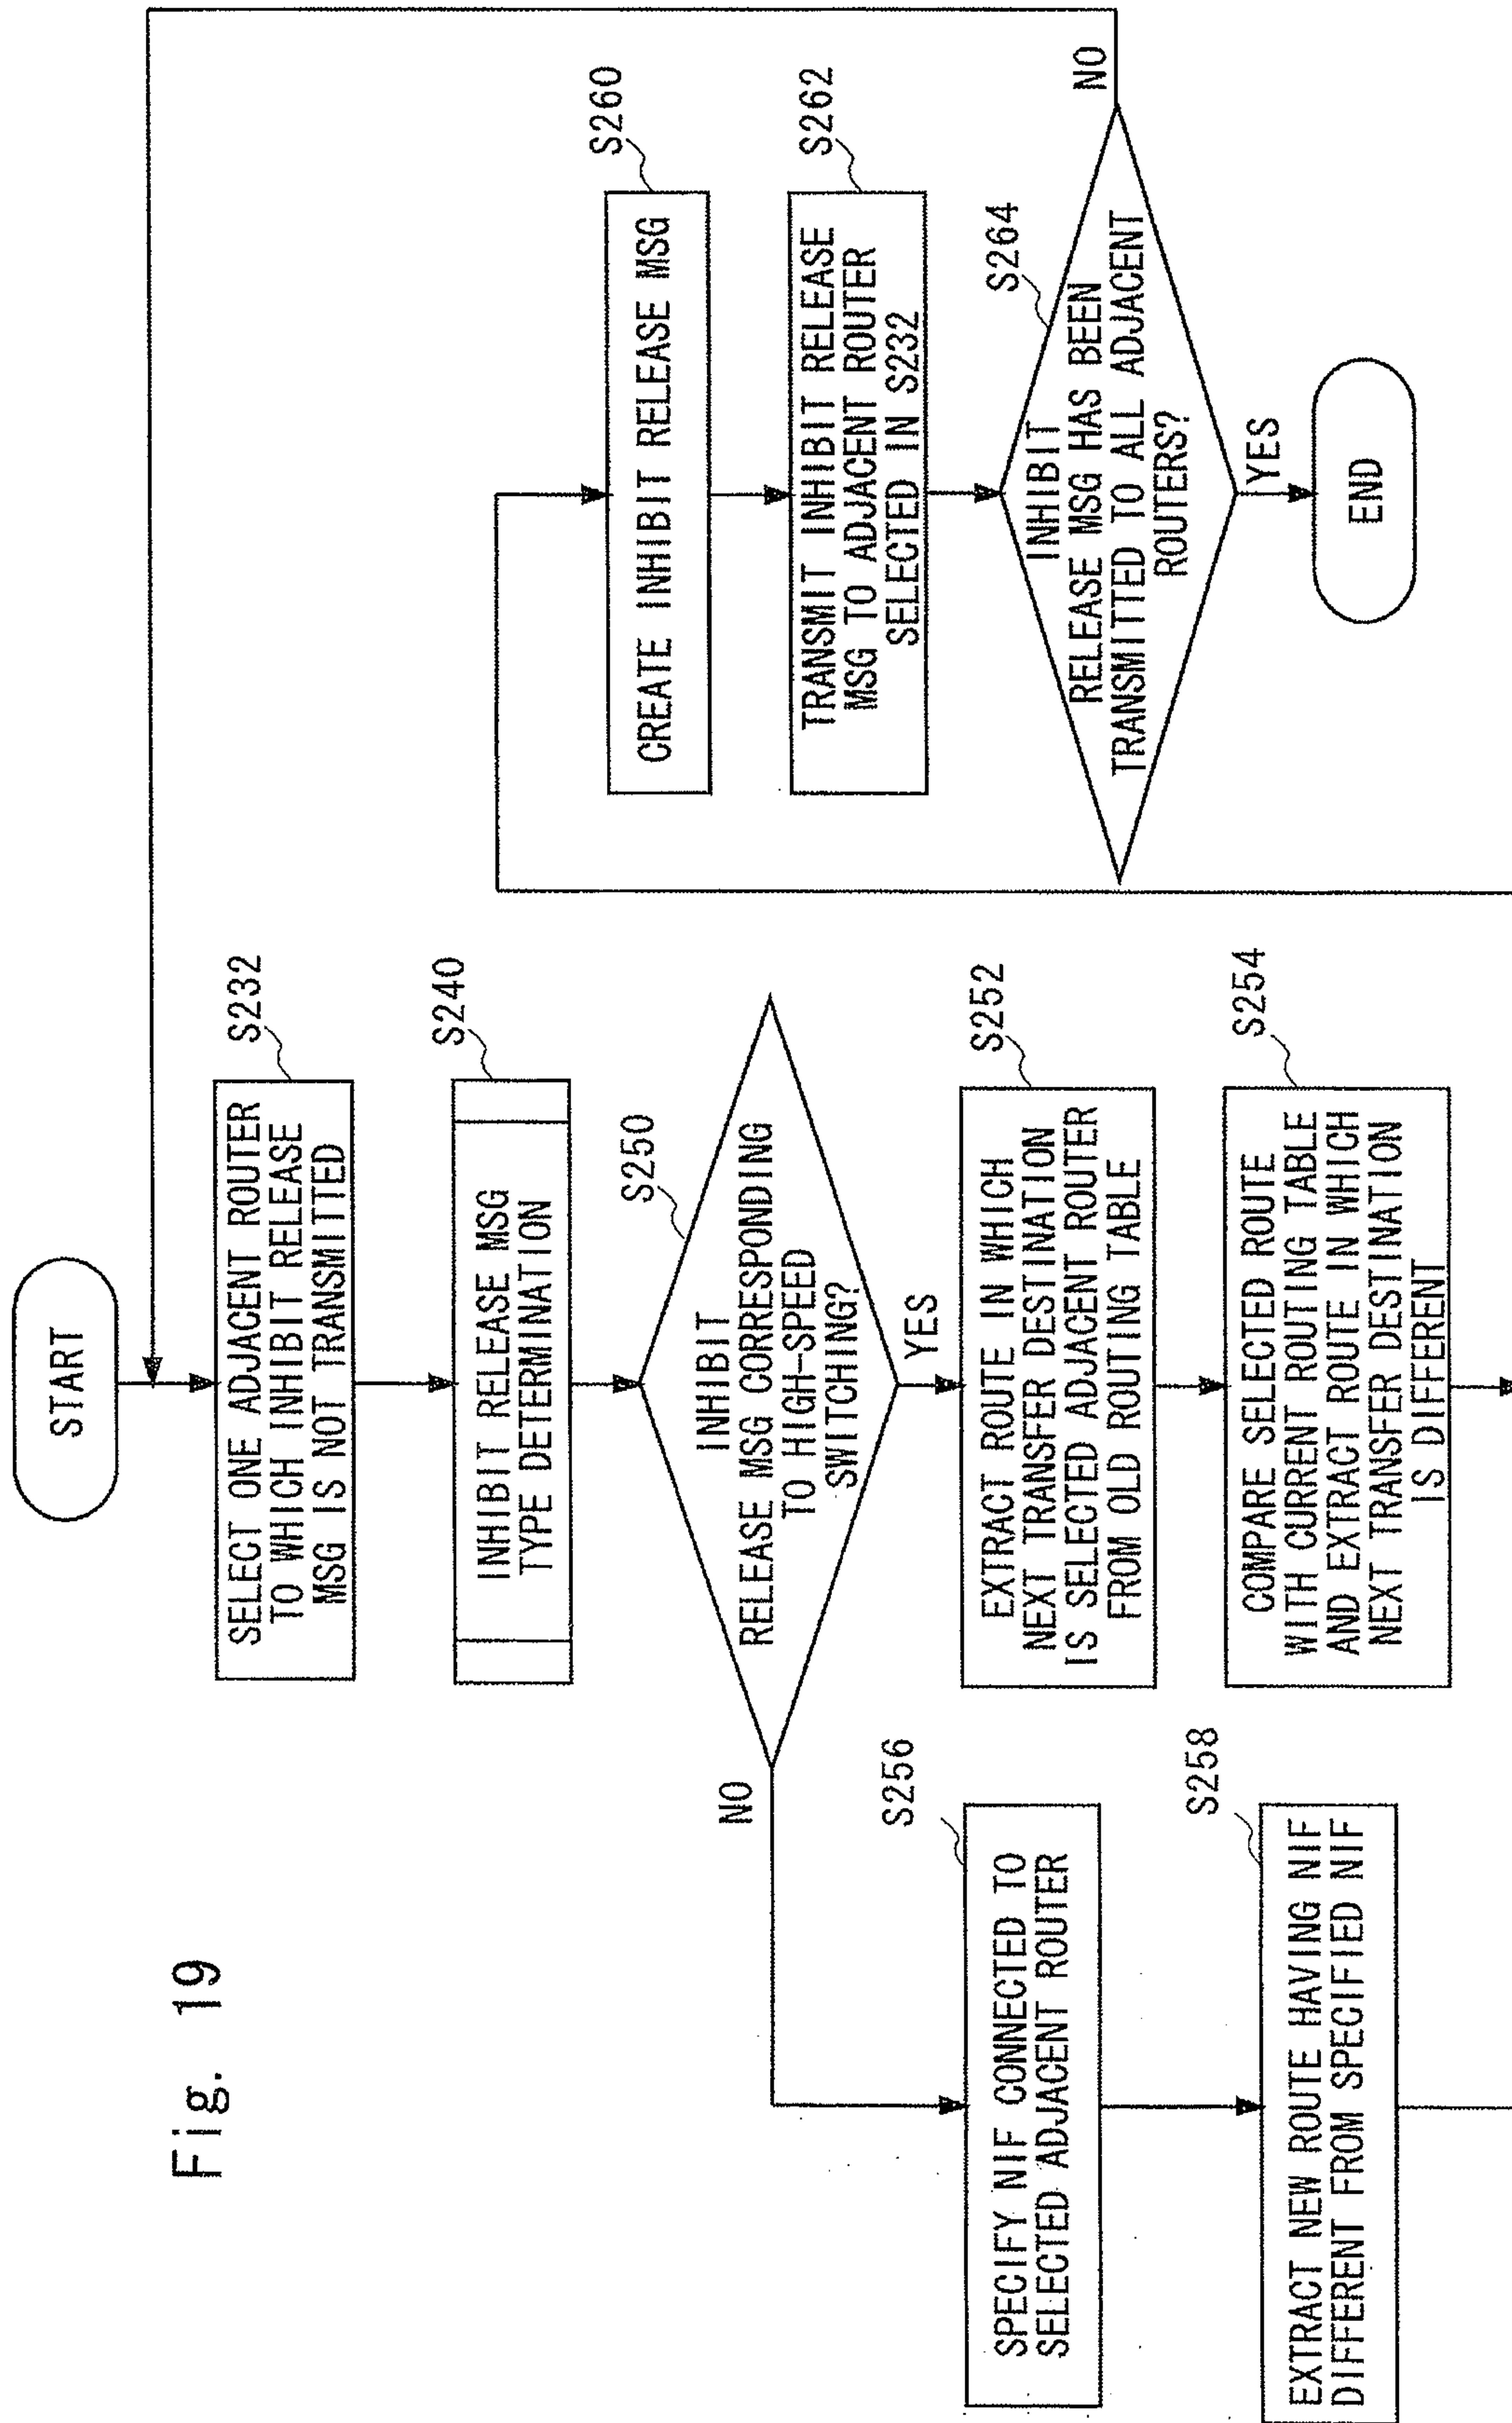 Fig. 19
START
S232
SELECT ONE ADJACENT ROUTER
TO WHICH INHIBIT RELEASE
MSG IS NOT TRANSMITTED
S240
INHIBIT RELEASE MSG
TYPE DETERMINATION
S250
INHIBIT
RELEASE MSG CORRESPONDING
TO HIGH-SPEED
SWITCHING?
NO
YES
S252
EXTRACT ROUTE IN WHICH
NEXT TRANSFER DESTINATION
IS SELECTED ADJACENT ROUTER
FROM OLD ROUTING TABLE
S254
COMPARE SELECTED ROUTE
WITH CURRENT ROUTING TABLE
AND EXTRACT ROUTE IN WHICH
NEXT TRANSFER DESTINATION
IS DIFFERENT
S256
SPECIFY NIF CONNECTED TO
SELECTED ADJACENT ROUTER
S258
EXTRACT NEW ROUTE HAVING NIF
DIFFERENT FROM SPECIFIED NIF
S260
CREATE INHIBIT RELEASE MSG
S262
TRANSMIT INHIBIT RELEASE
MSG TO ADJACENT ROUTER
SELECTED IN S232
S264
INHIBIT
RELEASE MSG HAS BEEN
TRANSMITTED TO ALL ADJACENT
ROUTERS?
NO
YES
END